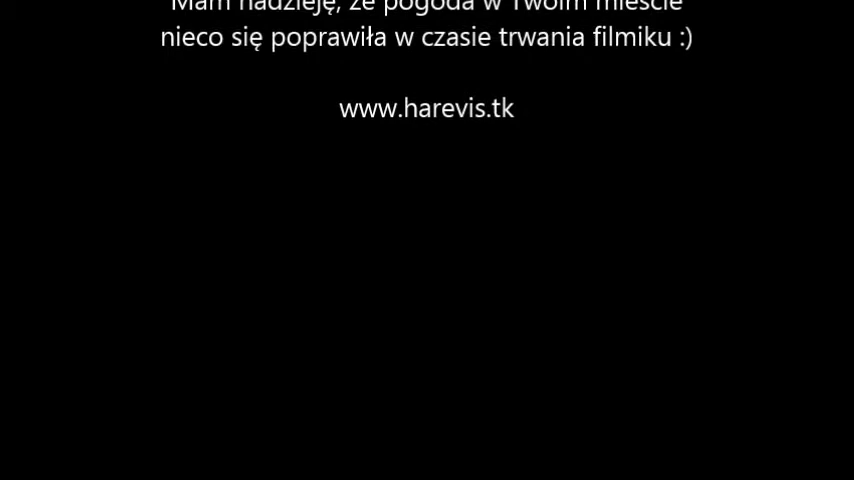 Mam nadzieję, że pogoda w Twoim mieście
nieco się poprawiła w czasie trwania filmiku :)
www.harevis.tk